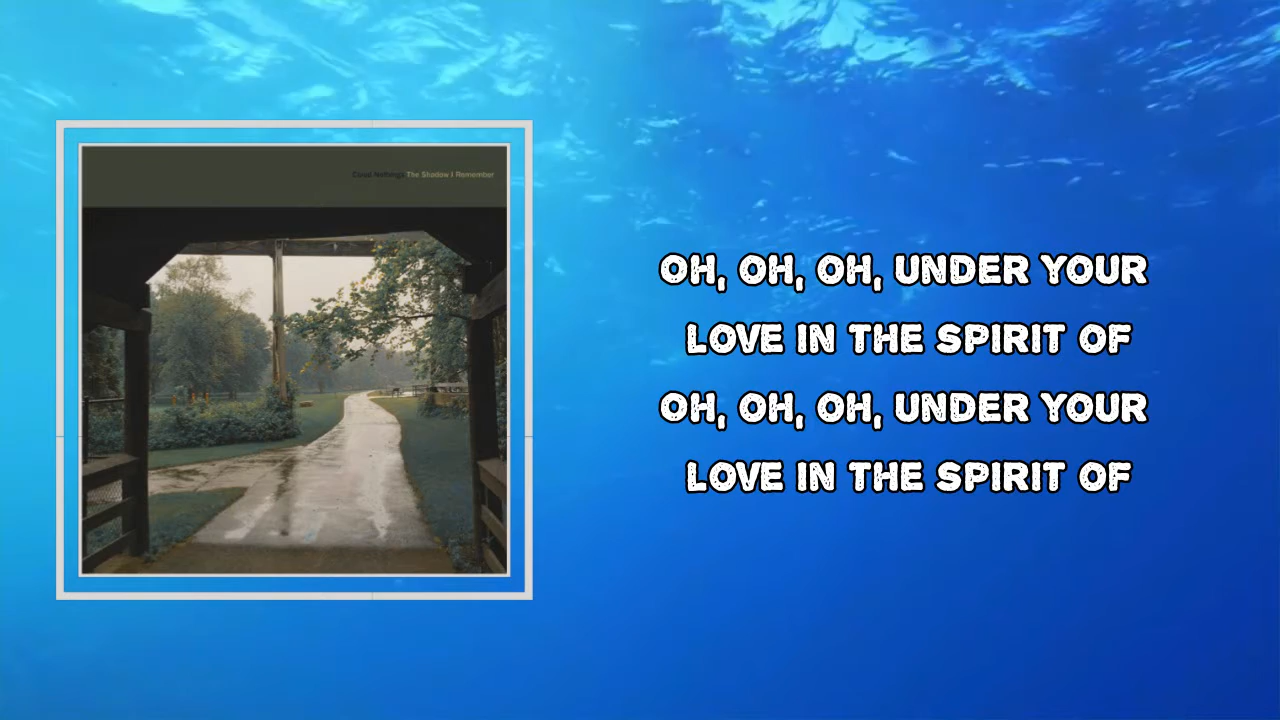 Cloud Nothings The Shadow I Remember
OH, OH, OH, UNDER YOUR
LOVE IN THE SPIRIT OF
OH, OH, OH, UNDER YOUR
LOVE IN THE SPIRIT OF